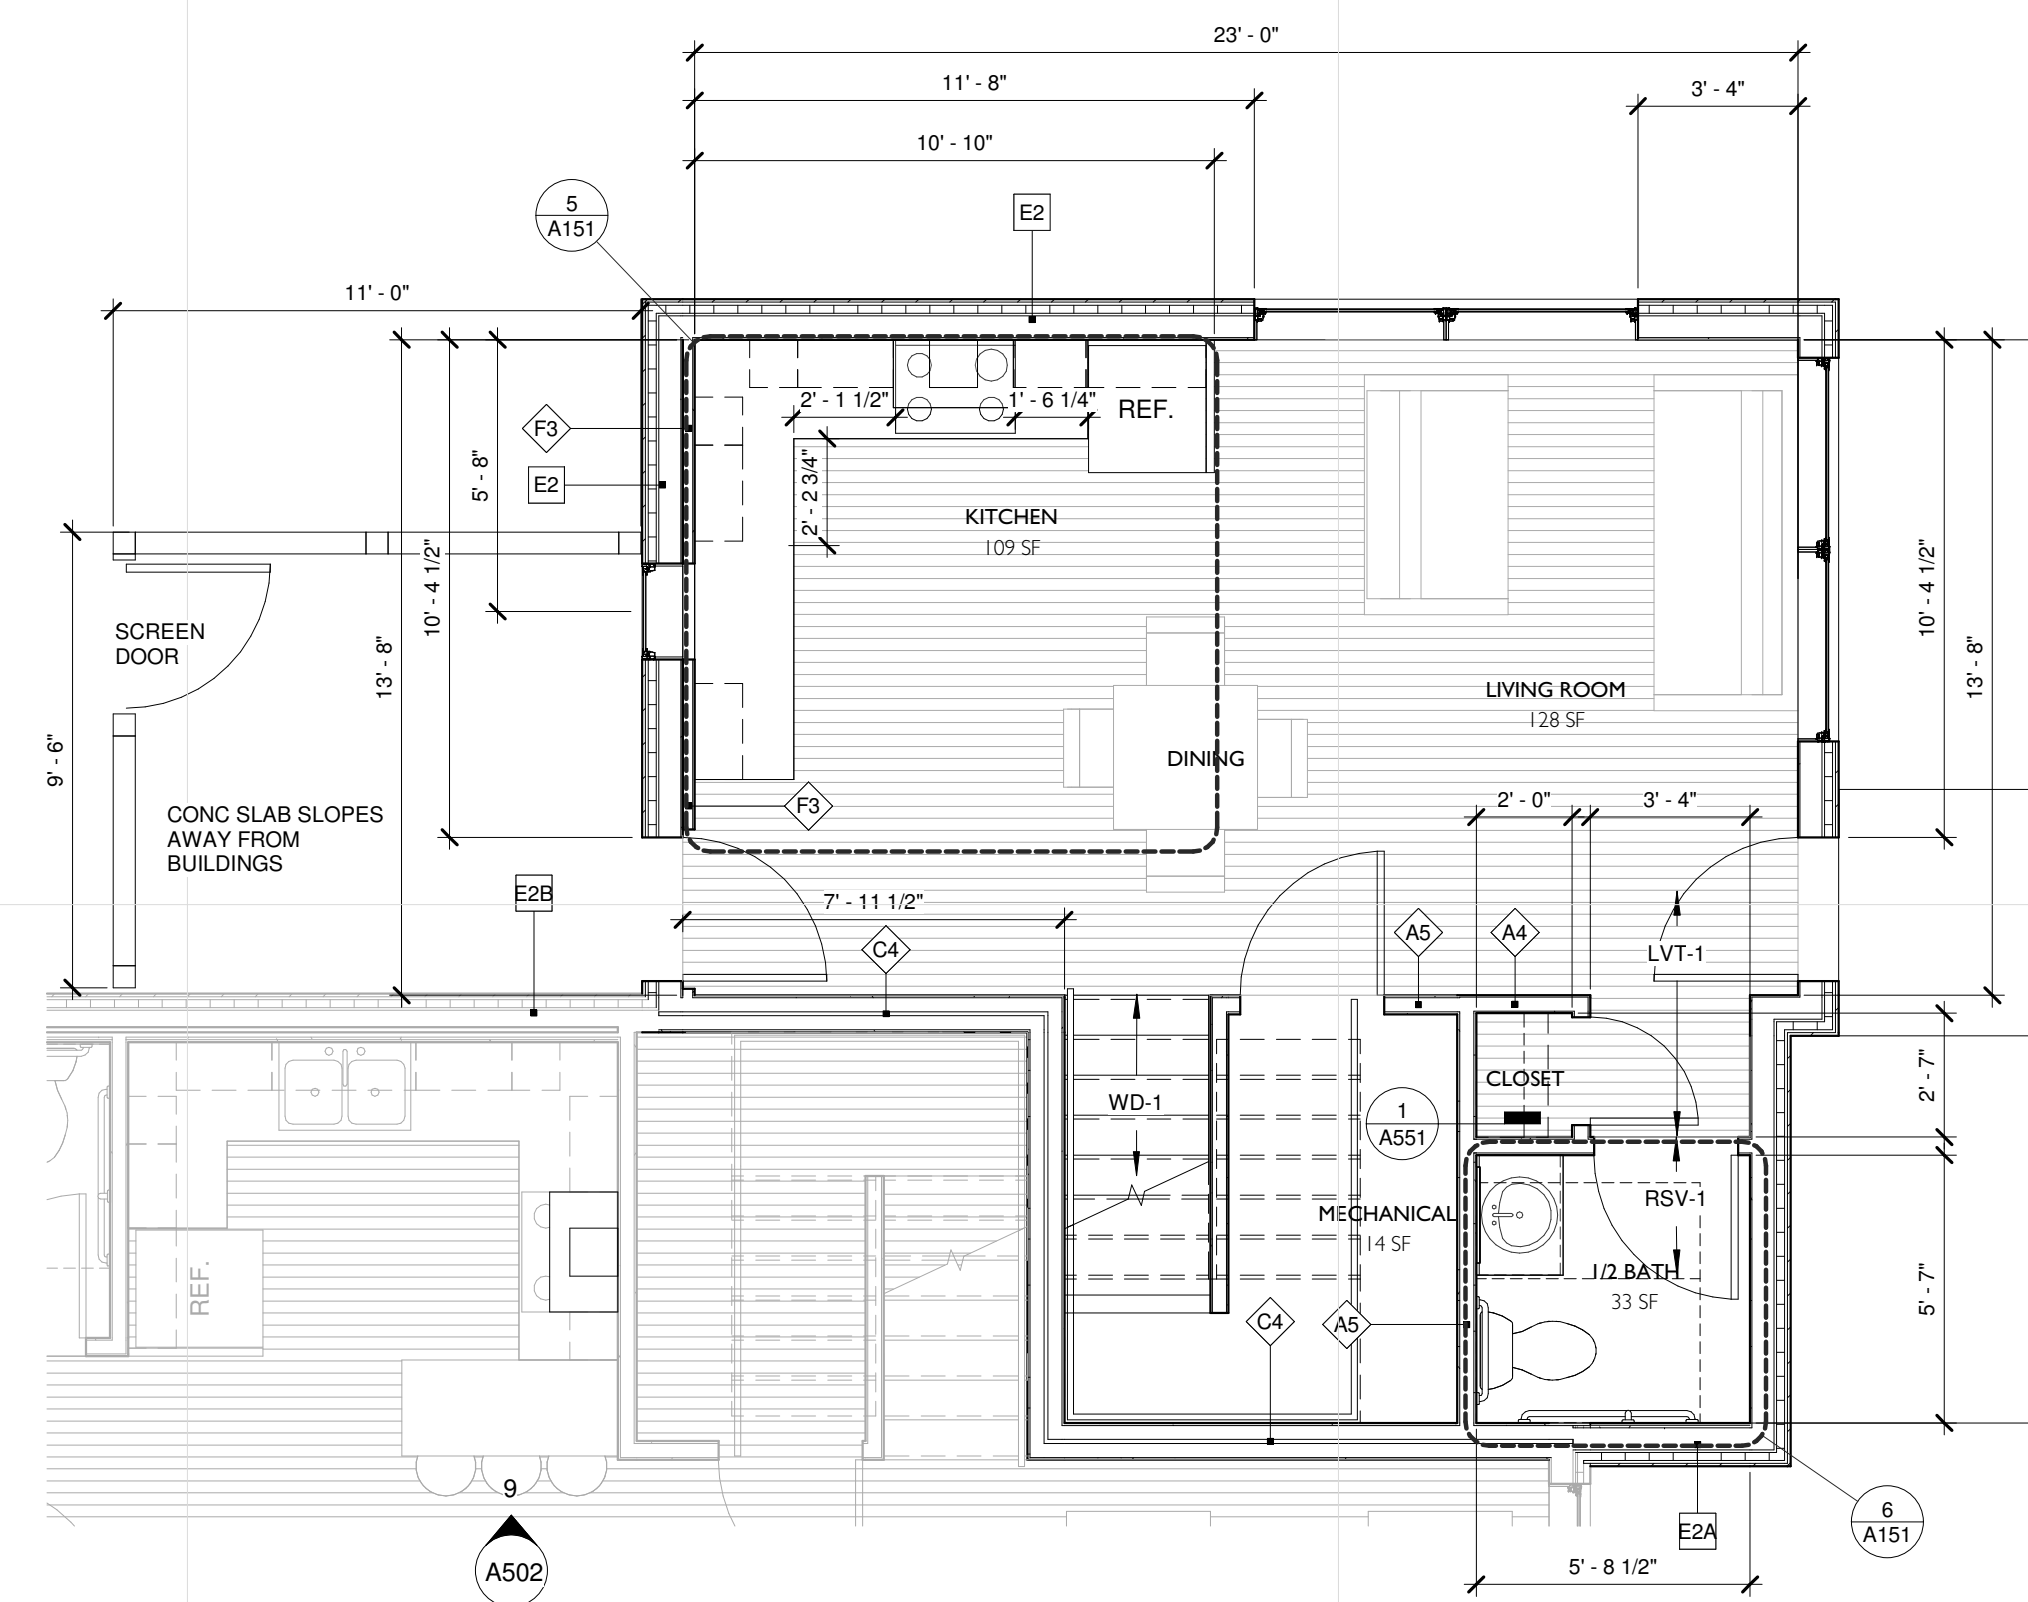 23' - 0"
11' - 8"
3' - 4"
10' - 10"
5
A151
E2
11' - 0"
2' - 1 1/2"
1' - 6 1/4"
REF.
F3
E2
5' - 8"
2' - 2 3/4"
KITCHEN
109 SF
10' - 4 1/2"
10' - 4 1/2"
SCREEN
DOOR
13' - 8"
13' - 8"
LIVING ROOM
128 SF
9' - 6"
DINING
F3
2' - 0"
3' - 4"
CONC SLAB SLOPES
AWAY FROM
BUILDINGS
E2B
7' - 11 1/2"
C4
A5
A4
LVT-1
2' - 7"
CLOSET
WD-1
1
A551
RSV-1
MECHANICAL
14 SF
1/2 BATH
33 SF
5' - 7"
REF.
C4
A5
9
A502
6
A151
E2A
5' - 8 1/2"